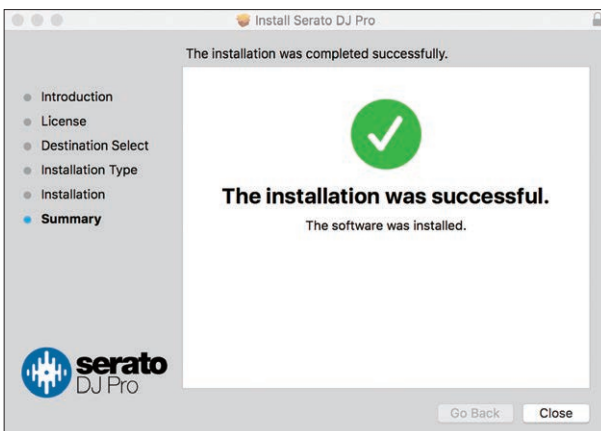 Install Serato DJ Pro
The installation was completed successfully.
Introduction
License
Destination Select
Installation Type
Installation
Summary
The installation was successful.
The software was installed.
serato
DJ Pro
Go Back
Close